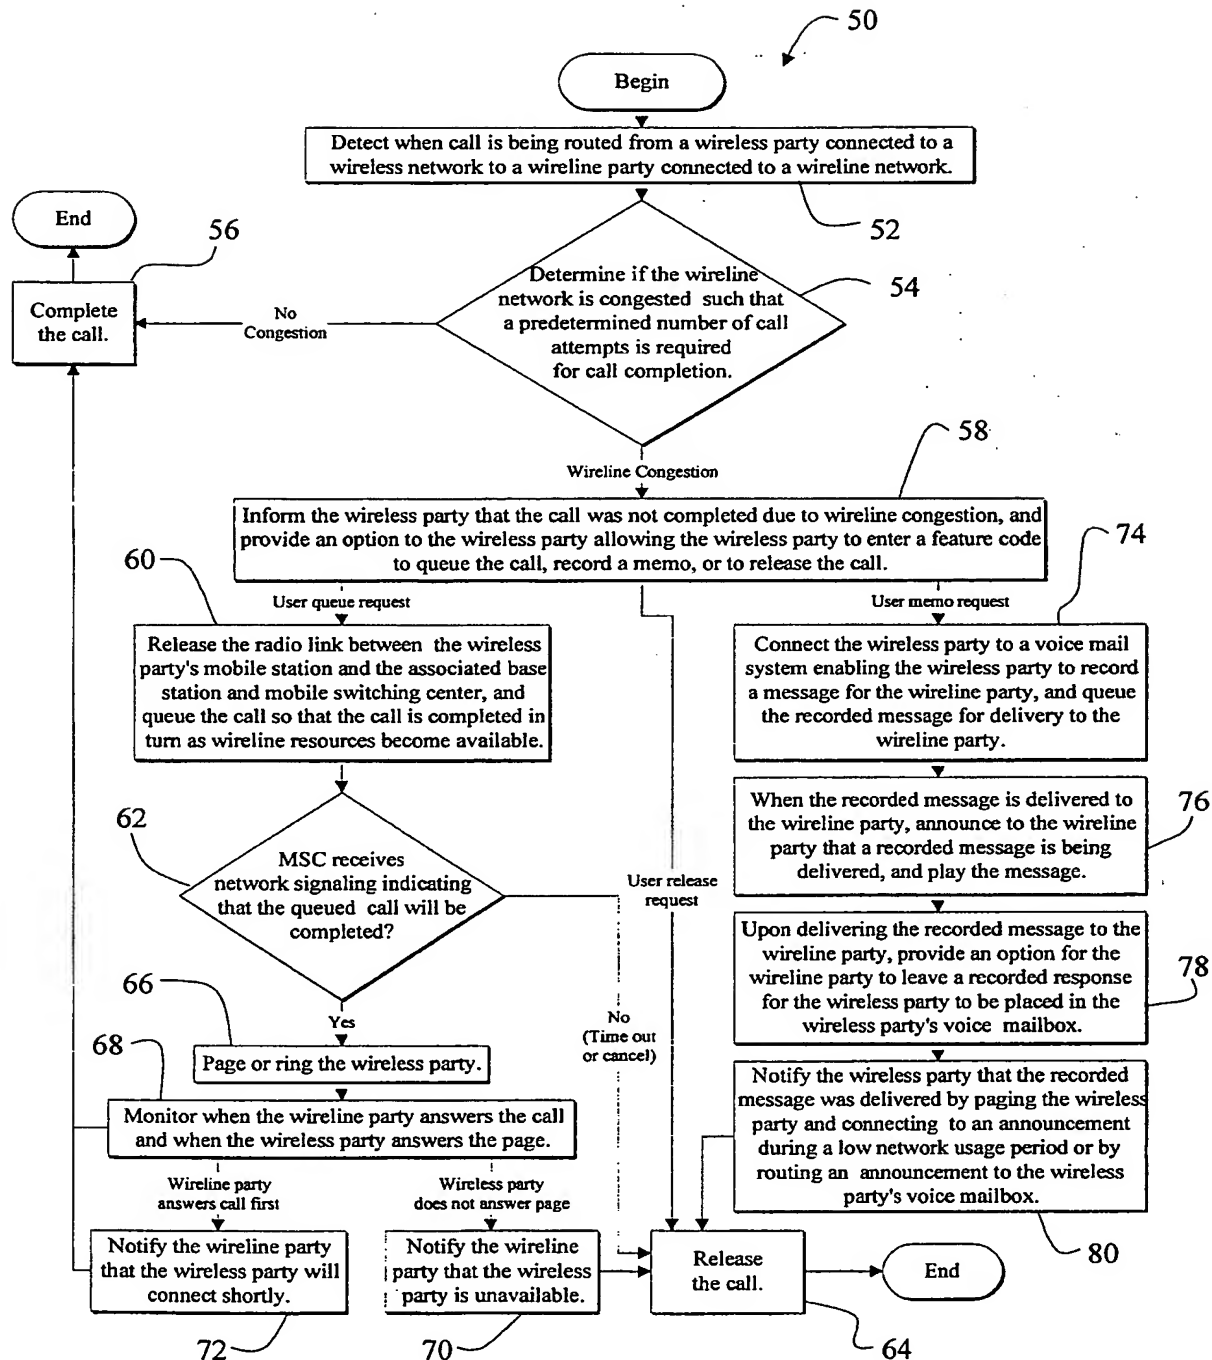 50
Begin
Detect when call is being routed from a wireless party connected to a
wireless network to a wireline party connected to a wireline network.
52
End
56
Complete
the call.
No
Congestion
Determine if the wireline
network is congested such that
a predetermined number of call
attempts is required
for call completion.
54
58
Wireline Congestion
Inform the wireless party that the call was not completed due to wireline congestion, and
provide an option to the wireless party allowing the wireless party to enter a feature code
to queue the call, record a memo, or to release the call.
60
74
User queue request
User memo request
Release the radio link between the wireless
party's mobile station and the associated base
station and mobile switching center, and
queue the call so that the call is completed in
turn as wireline resources become available.
Connect the wireless party to a voice mail
system enabling the wireless party to record
a message for the wireline party, and queue
the recorded message for delivery to the
wireline party.
62
MSC receives
network signaling indicating
that the queued call will be
completed?
User release
request
When the recorded message is delivered to
the wireline party, announce to the wireline
party that a recorded message is being
delivered, and play the message.
76
Upon delivering the recorded message to the
wireline party, provide an option for the
wireline party to leave a recorded response
for the wireless party to be placed in the
wireless party's voice mailbox.
78
66
Yes
No
(Time out
or cancel)
68
Page or ring the wireless party.
Monitor when the wireline party answers the call
and when the wireless party answers the page.
Notify the wireless party that the recorded
message was delivered by paging the wireless
party and connecting to an announcement
during a low network usage period or by
routing an announcement to the wireless
party's voice mailbox.
80
Wireline party
answers call first
Wireless party
does not answer page
Notify the wireline party
that the wireless party will
connect shortly.
72
Notify the wireline
party that the wireless
party is unavailable.
70
Release
the call.
64
End